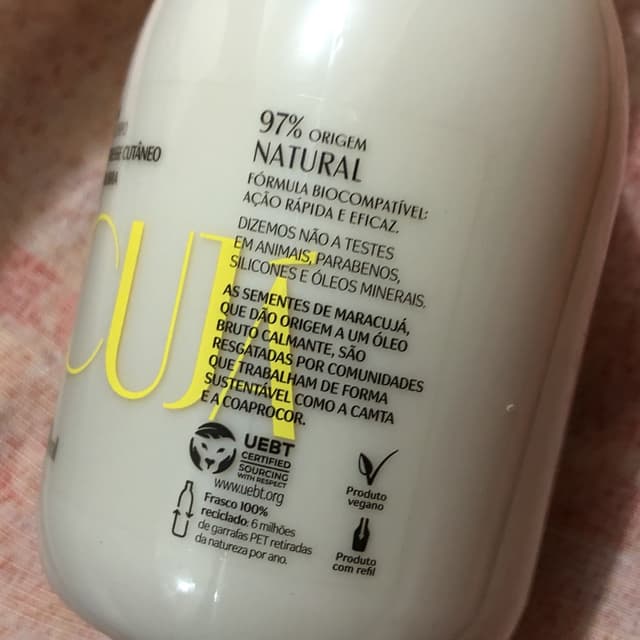 CUTÂNEO
CUJÁ
97% ORIGEM
NATURAL
FÓRMULA BIOCOMPATÍVEL:
AÇÃO RÁPIDA E EFICAZ.
DIZEMOS NÃO A TESTES
EM ANIMAIS, PARABENOS,
SILICONES E ÓLEOS MINERAIS.
AS SEMENTES DE MARACUJÁ,
QUE DÃO ORIGEM A UM ÓLEO
BRUTO CALMANTE, SÃO
RESGATADAS POR COMUNIDADES
QUE TRABALHAM DE FORMA
SUSTENTÁVEL COMO A CAMTA
E A COAPROCOR.
UEBT
CERTIFIED
SOURCING
WITH RESPECT
www.uebt.org
Frasco 100%
reciclado: 6 milhões
de garrafas PET retiradas
da natureza por ano.
Produto
vegano
Produto
com refil